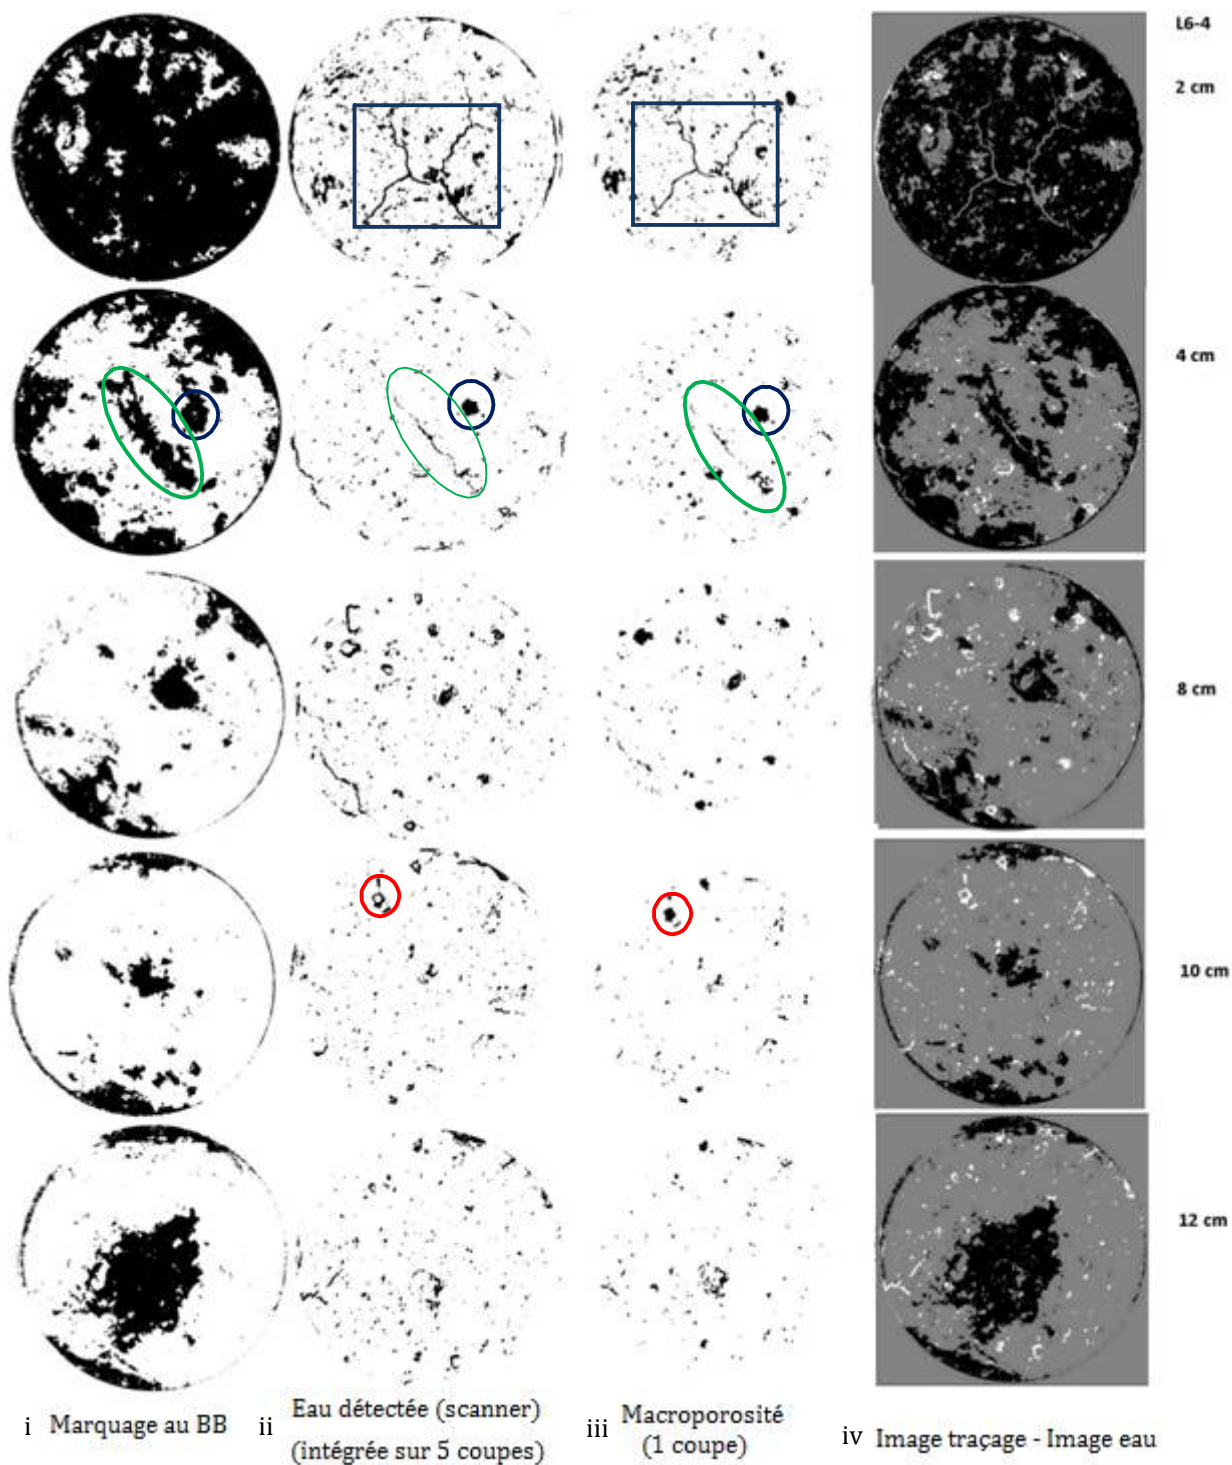 L6-4
2 cm
4 cm
8 cm
10 cm
12 cm
i Marquage au BB
ii Eau détectée (scanner)
(intégrée sur 5 coupes)
iii Macroporosité
(1 coupe)
iv Image traçage - Image eau